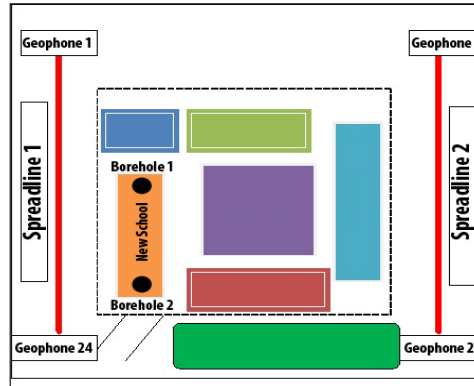 Geophone 1
Geophone
Spreadline 1
Spreadline 2
Borehole 1
New School
Borehole 2
Geophone 24
Geophone 2